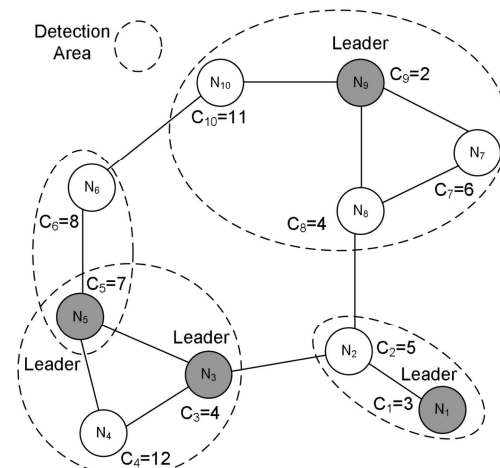 Detection
Area
Leader
N₁₀
N₉
C₉=2
C₁₀=11
N₇
C₇=6
N₆
N₈
C₆=8
C₈=4
C₅=7
N₅
Leader
Leader
N₃
C₃=4
N₄
C₄=12
N₂
C₂=5
Leader
C₁=3
N₁